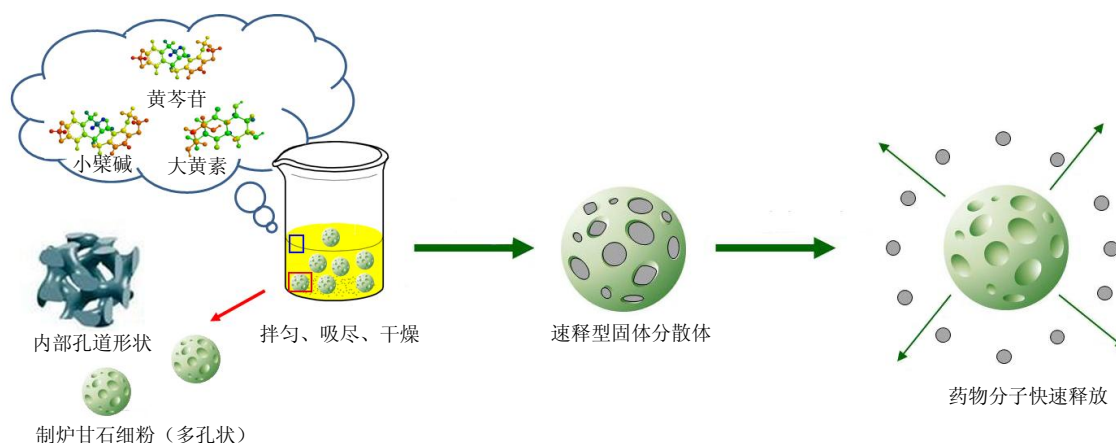 黄芩苷
小檗碱
大黄素
内部孔道形状
拌匀、吸尽、干燥
速释型固体分散体
药物分子快速释放
制炉甘石细粉（多孔状）